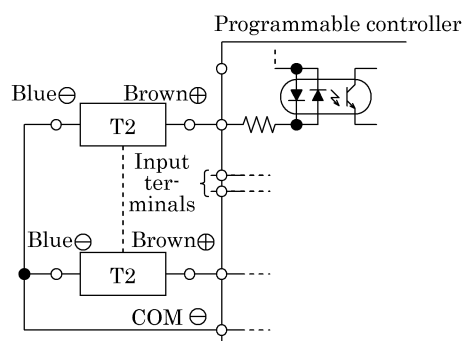 Programmable controller
Blue⊖ Brown⊕
T2
Input
ter-
minals
Blue⊖ Brown⊕
T2
COM ⊖